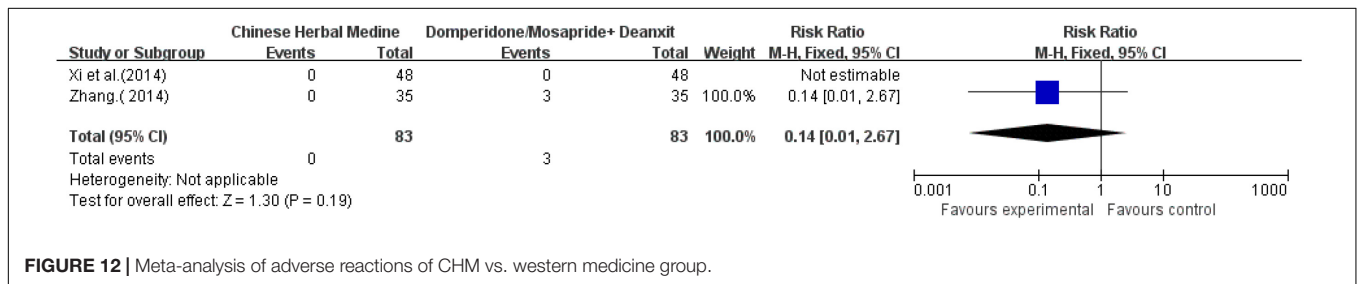 Chinese Herbal Medine Domperidone/Mosapride+ Deanxit Risk Ratio Risk Ratio
Study or Subgroup Events Total Events Total Weight M-H, Fixed, 95% CI M-H, Fixed, 95% CI
Xi et al.(2014) 0 48 0 48 Not estimable
Zhang.( 2014) 0 35 3 35 100.0% 0.14 [0.01, 2.67]
Total (95% CI) 83 83 100.0% 0.14 [0.01, 2.67]
Total events 0 3
Heterogeneity: Not applicable
Test for overall effect: Z = 1.30 (P = 0.19)
0.001 0.1 1 10 1000
Favours experimental Favours control
FIGURE 12 | Meta-analysis of adverse reactions of CHM vs. western medicine group.